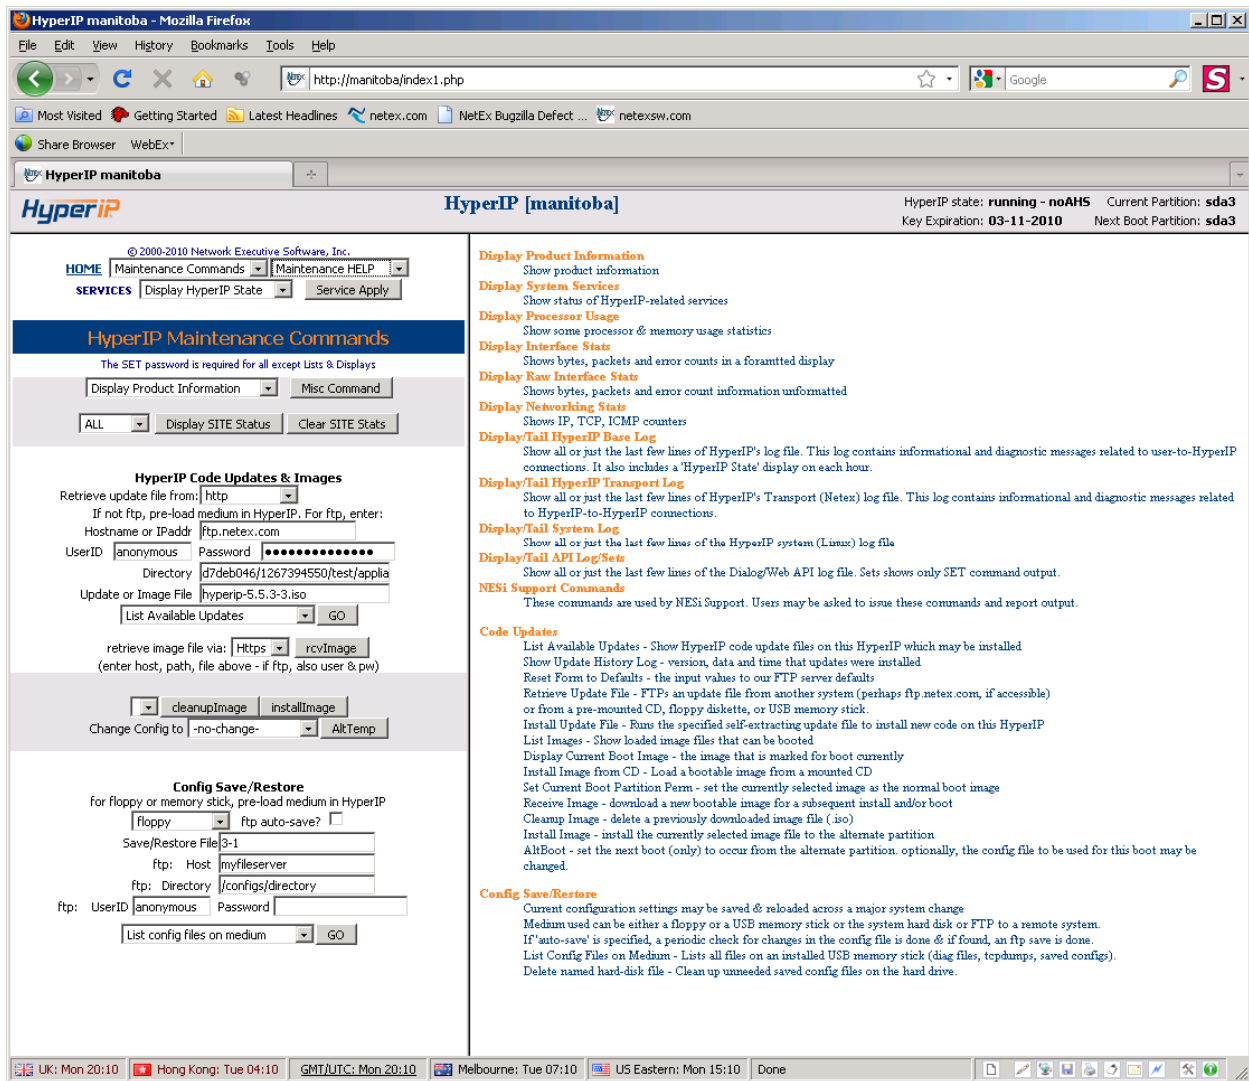 HyperIP manitoba - Mozilla Firefox
File Edit View History Bookmarks Tools Help
http://manitoba/index1.php
Google
Most Visited Getting Started Latest Headlines netex.com NetEx Bugzilla Defect ... netexsw.com
Share Browser WebEx
HyperIP manitoba
HyperIP
HyperIP [manitoba]
HyperIP state: running - noAHS Current Partition: sda3
Key Expiration: 03-11-2010 Next Boot Partition: sda3
© 2000-2010 Network Executive Software, Inc.
HOME Maintenance Commands Maintenance HELP
SERVICES Display HyperIP State Service Apply
HyperIP Maintenance Commands
The SET password is required for all except Lists & Displays
Display Product Information Misc Command
ALL Display SITE Status Clear SITE Stats
HyperIP Code Updates & Images
Retrieve update file from: http
If not ftp, pre-load medium in HyperIP. For ftp, enter:
Hostname or IPaddr ftp.netex.com
UserID anonymous Password ●●●●●●●●●●●●●●
Directory d7deb046/1267394550/test/applia
Update or Image File hyperip-5.5.3-3.iso
List Available Updates GO
retrieve image file via: Https rcvImage
(enter host, path, file above - if ftp, also user & pw)
cleanupImage installImage
Change Config to -no-change- AltTemp
Config Save/Restore
for floppy or memory stick, pre-load medium in HyperIP
floppy ftp auto-save?
Save/Restore File 3-1
ftp: Host myfileserver
ftp: Directory /configs/directory
ftp: UserID anonymous Password
List config files on medium GO
Display Product Information
Show product information
Display System Services
Show status of HyperIP-related services
Display Processor Usage
Show some processor & memory usage statistics
Display Interface Stats
Shows bytes, packets and error counts in a foramtted display
Display Raw Interface Stats
Shows bytes, packets and error count information unformatted
Display Networking Stats
Shows IP, TCP, ICMP counters
Display/Tail HyperIP Base Log
Show all or just the last few lines of HyperIP's log file. This log contains informational and diagnostic messages related to user-to-HyperIP
connections. It also includes a 'HyperIP State' display on each hour.
Display/Tail HyperIP Transport Log
Show all or just the last few lines of HyperIP's Transport (Netex) log file. This log contains informational and diagnostic messages related
to HyperIP-to-HyperIP connections.
Display/Tail System Log
Show all or just the last few lines of the HyperIP system (Linux) log file
Display/Tail API Log/Sets
Show all or just the last few lines of the Dialog/Web API log file. Sets shows only SET command output.
NESi Support Commands
These commands are used by NESi Support. Users may be asked to issue these commands and report output.
Code Updates
List Available Updates - Show HyperIP code update files on this HyperIP which may be installed
Show Update History Log - version, data and time that updates were installed
Reset Form to Defaults - the input values to our FTP server defaults
Retrieve Update File - FTPs an update file from another system (perhaps ftp.netex.com, if accessible)
or from a pre-mounted CD, floppy diskette, or USB memory stick.
Install Update File - Runs the specified self-extracting update file to install new code on this HyperIP
List Images - Show loaded image files that can be booted
Display Current Boot Image - the image that is marked for boot currently
Install Image from CD - Load a bootable image from a mounted CD
Set Current Boot Partition Perm - set the currently selected image as the normal boot image
Receive Image - download a new bootable image for a subsequent install and/or boot
Cleanup Image - delete a previously downloaded image file (.iso)
Install Image - install the currently selected image file to the alternate partition
AltBoot - set the next boot (only) to occur from the alternate partition. optionally, the config file to be used for this boot may be
changed.
Config Save/Restore
Current configuration settings may be saved & reloaded across a major system change
Medium used can be either a floppy or a USB memory stick or the system hard disk or FTP to a remote system.
If 'auto-save' is specified, a periodic check for changes in the config file is done & if found, an ftp save is done.
List Config Files on Medium - Lists all files on an installed USB memory stick (diag files, tcpdumps, saved configs).
Delete named hard-disk file - Clean up unneeded saved config files on the hard drive.
UK: Mon 20:10 Hong Kong: Tue 04:10 GMT/UTC: Mon 20:10 Melbourne: Tue 07:10 US Eastern: Mon 15:10 Done